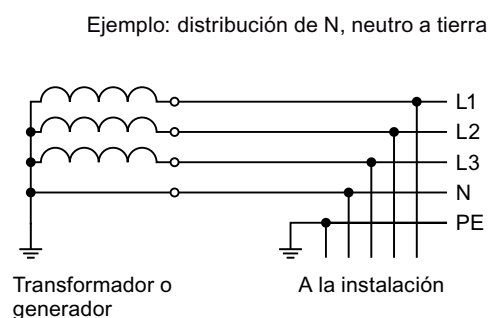 Ejemplo: distribución de N, neutro a tierra
L1
L2
L3
N
PE
Transformador o
generador
A la instalación